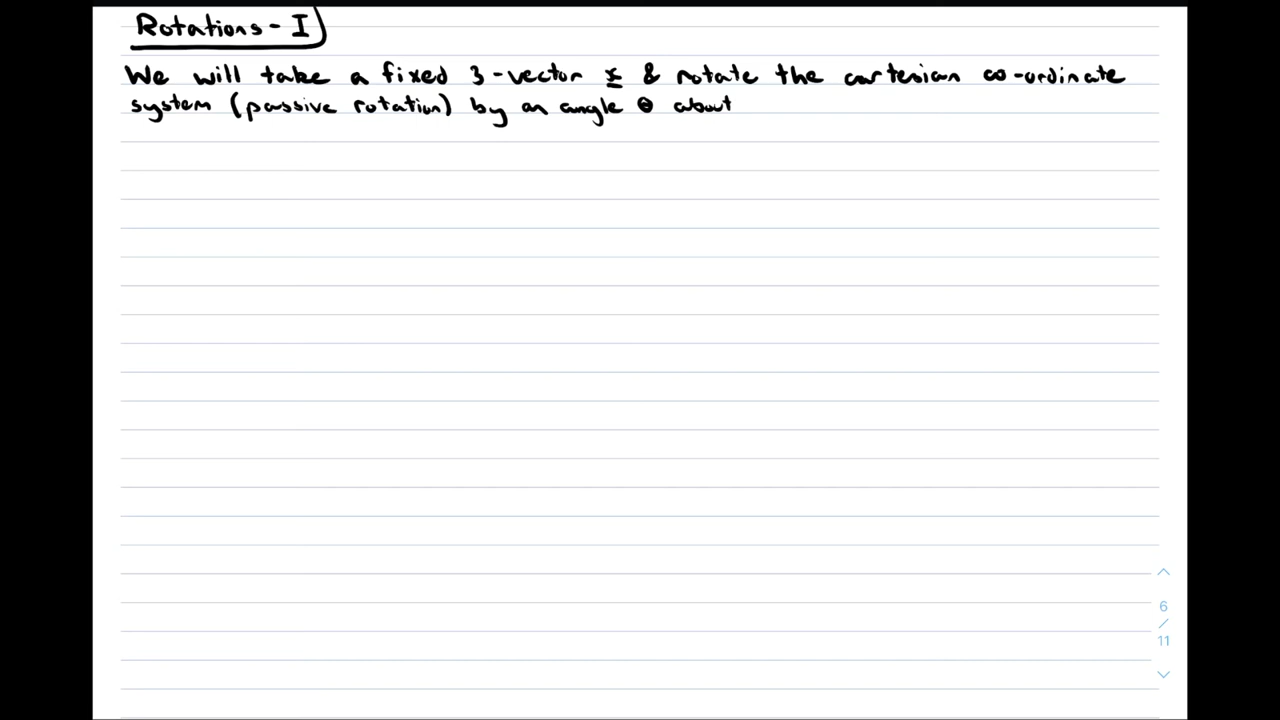 Rotations - I
We will take a fixed 3-vector x & rotate the cartesian co-ordinate
system (passive rotation) by an angle θ about
6
/
11